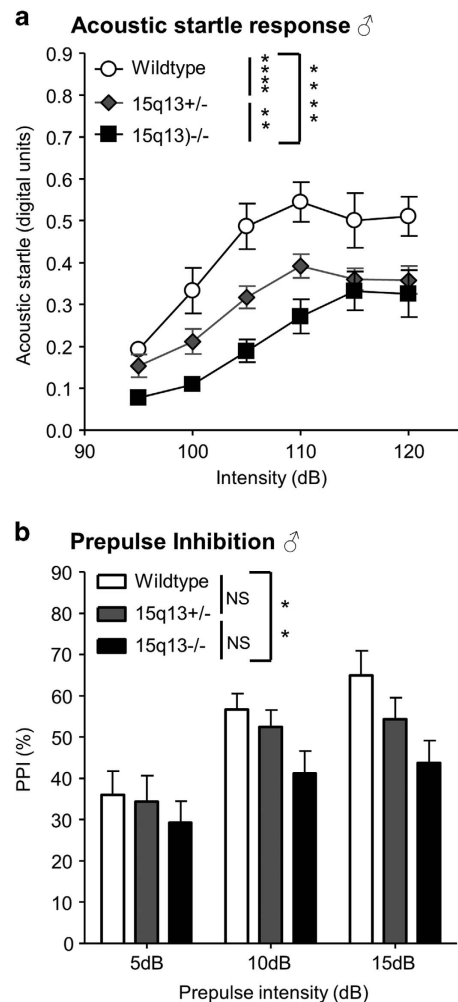 a Acoustic startle response ♂
0.9
0.8
0.7
0.6
0.5
0.4
0.3
0.2
0.1
0.0
Acoustic startle (digital units)
Wildtype
15q13+/-
15q13)-/-
****
**
****
90 100 110 120
Intensity (dB)
b Prepulse Inhibition ♂
90
80
70
60
50
40
30
20
10
0
PPI (%)
Wildtype
15q13+/-
15q13-/-
NS
NS
**
5dB 10dB 15dB
Prepulse intensity (dB)